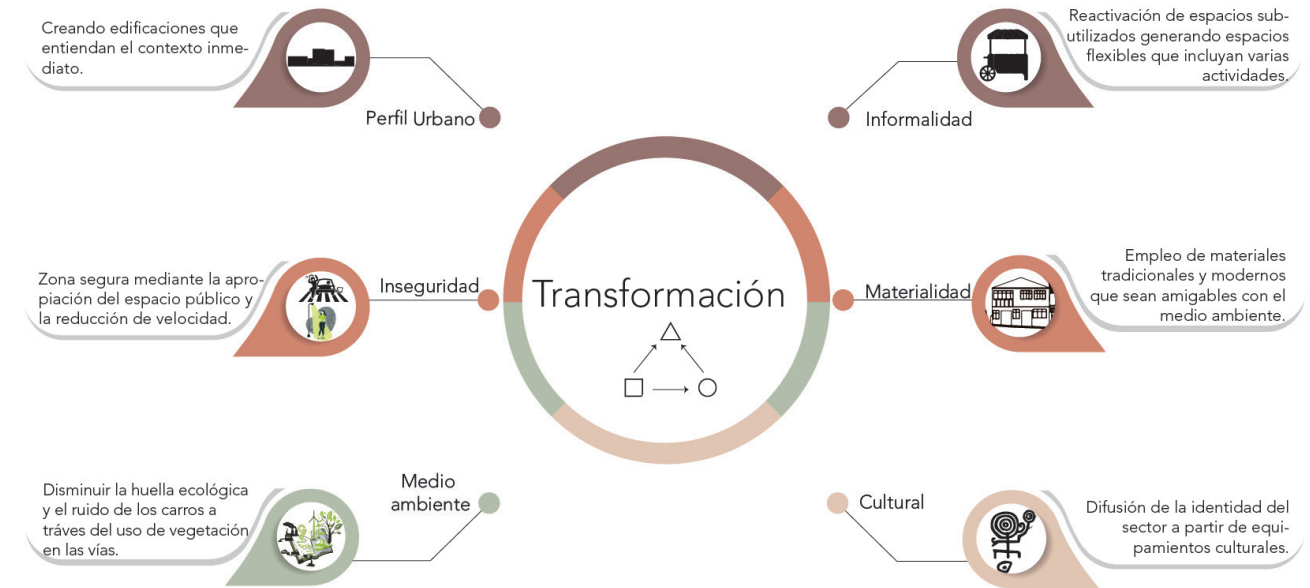 Creando edificaciones que
entiendan el contexto inme-
diato.
Perfil Urbano
Reactivación de espacios sub-
utilizados generando espacios
flexibles que incluyan varias
actividades.
Informalidad
Zona segura mediante la apro-
piación del espacio público y
la reducción de velocidad.
Inseguridad
Transformación
Materialidad
Empleo de materiales
tradicionales y modernos
que sean amigables con el
medio ambiente.
Disminuir la huella ecológica
y el ruido de los carros a
tráves del uso de vegetación
en las vías.
Medio
ambiente
Cultural
Difusión de la identidad del
sector a partir de equi-
pamientos culturales.